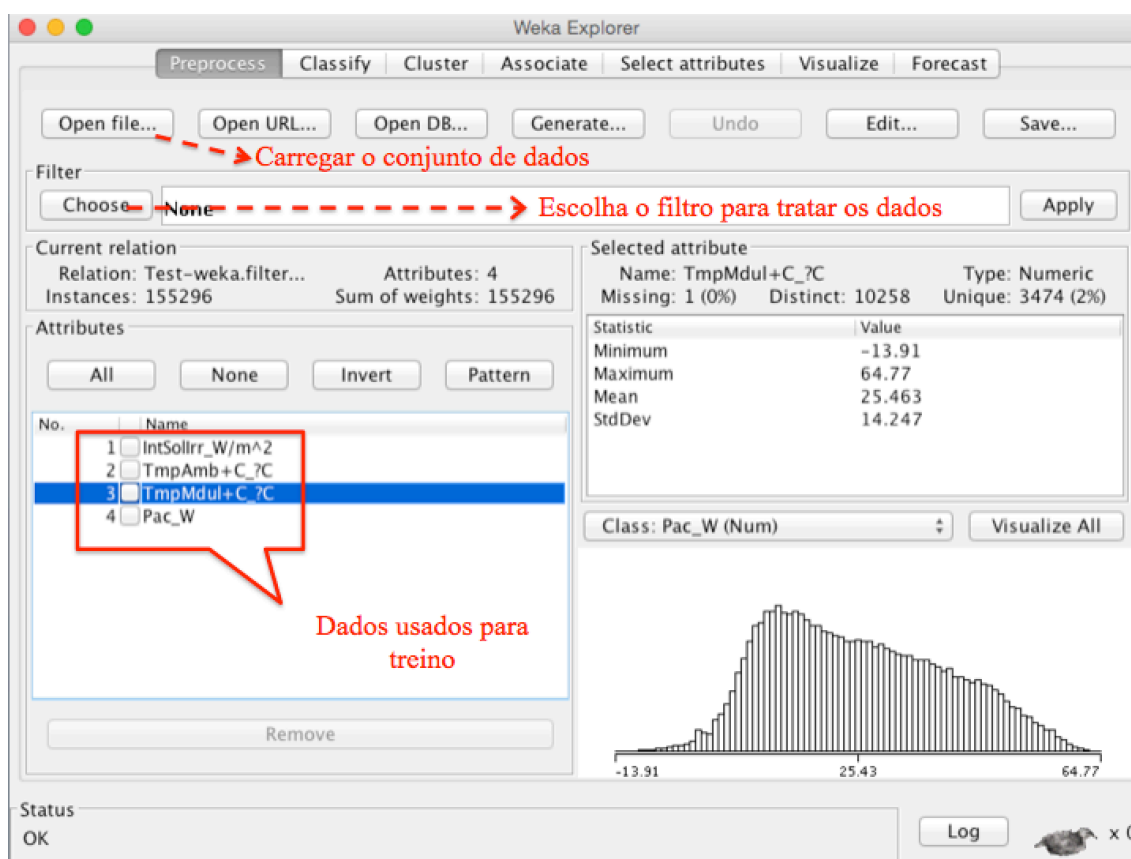 Weka Explorer
Preprocess Classify Cluster Associate Select attributes Visualize Forecast
Open file... Open URL... Open DB... Generate... Undo Edit... Save...
Carregar o conjunto de dados
Filter
Choose None Escolha o filtro para tratar os dados Apply
Current relation
Relation: Test-weka.filter... Attributes: 4
Instances: 155296 Sum of weights: 155296
Selected attribute
Name: TmpMdul+C_?C Type: Numeric
Missing: 1 (0%) Distinct: 10258 Unique: 3474 (2%)
Attributes
All None Invert Pattern
No. Name
1 IntSolIrr_W/m^2
2 TmpAmb+C_?C
3 TmpMdul+C_?C
4 Pac_W
Dados usados para
treino
Remove
Statistic Value
Minimum -13.91
Maximum 64.77
Mean 25.463
StdDev 14.247
Class: Pac_W (Num) Visualize All
-13.91 25.43 64.77
Status
OK
Log x 0